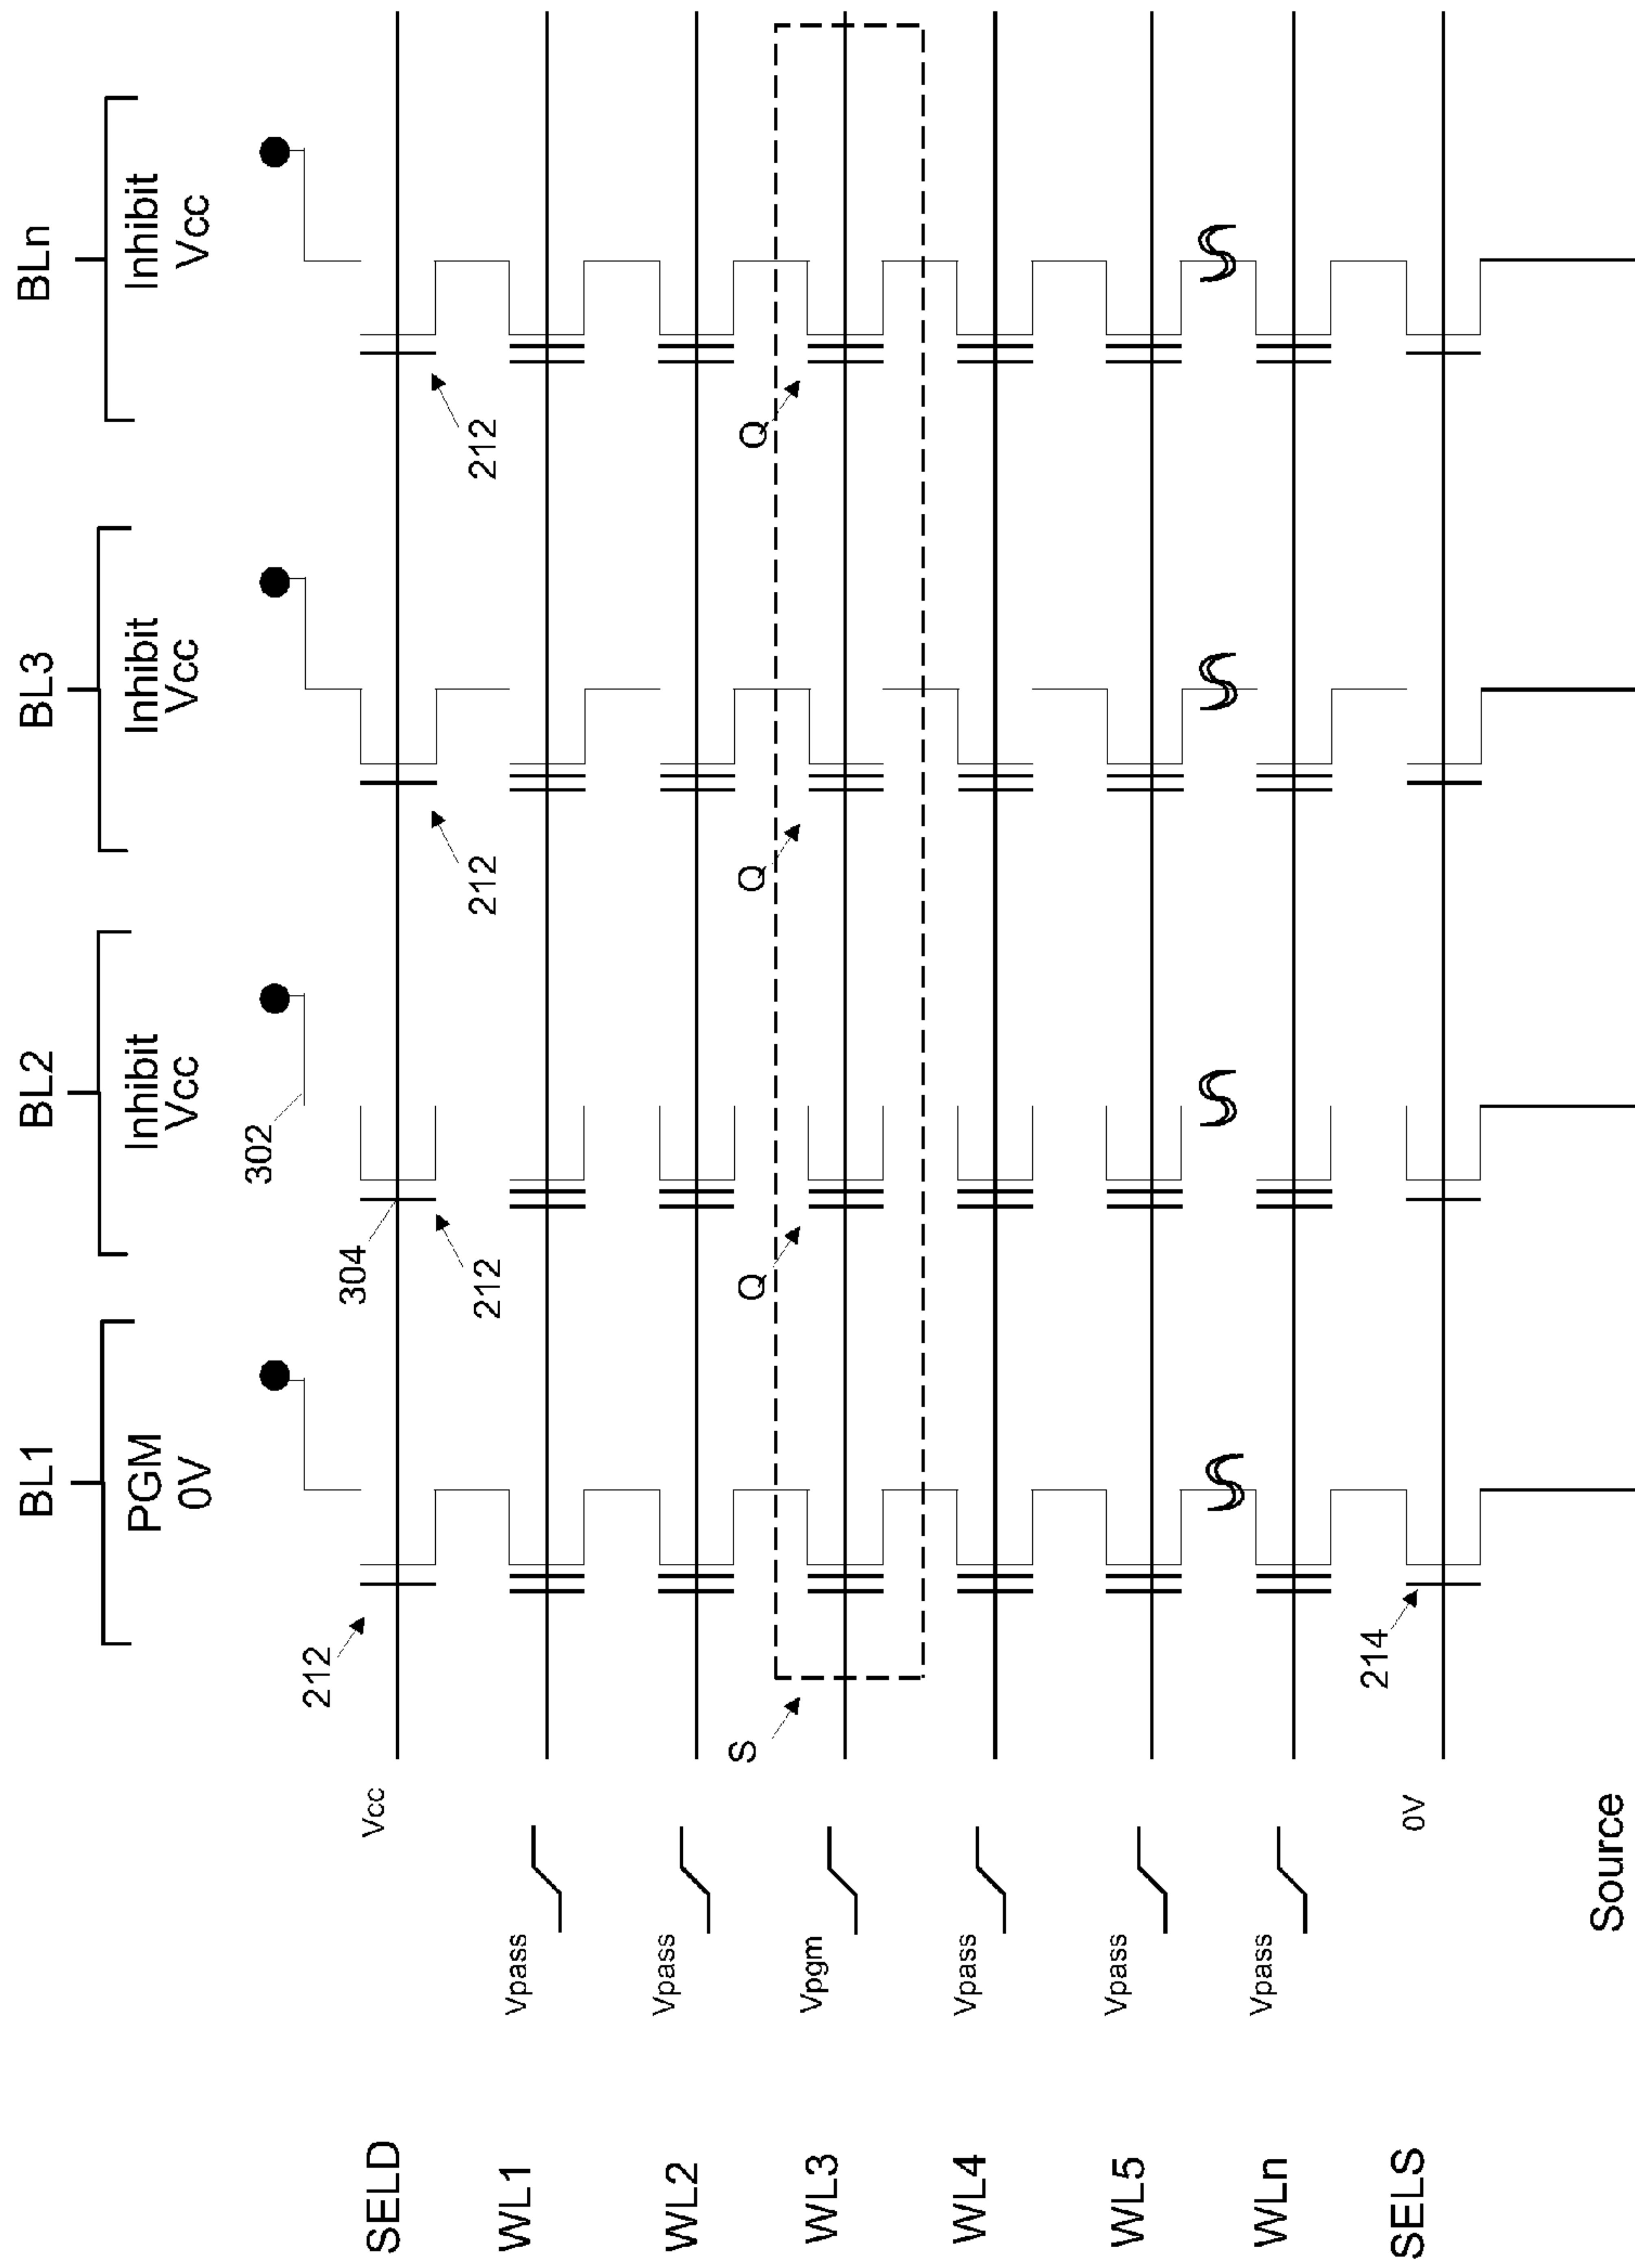 BL1
PGM
0V
BL2
Inhibit
Vcc
BL3
Inhibit
Vcc
BLn
Inhibit
Vcc
302
304
212
212
212
212
SELD
Vcc
WL1
Vpass
WL2
Vpass
S
Q
Q
Q
WL3
Vpgm
WL4
Vpass
WL5
Vpass
WLn
Vpass
214
SELS
0V
Source